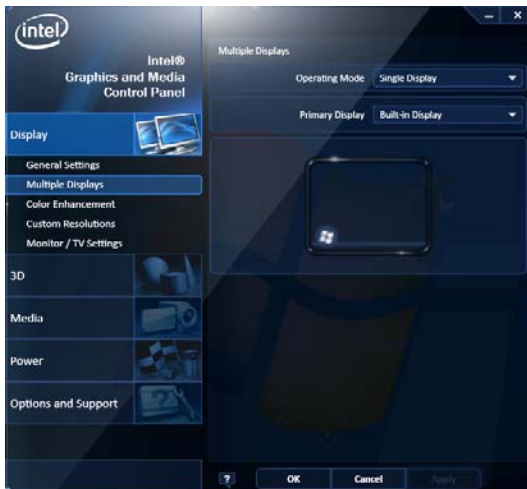 intel
Intel®
Graphics and Media
Control Panel
Display
General Settings
Multiple Displays
Color Enhancement
Custom Resolutions
Monitor / TV Settings
3D
Media
Power
Options and Support
Multiple Displays
Operating Mode Single Display
Primary Display Built-in Display
?
OK Cancel Apply